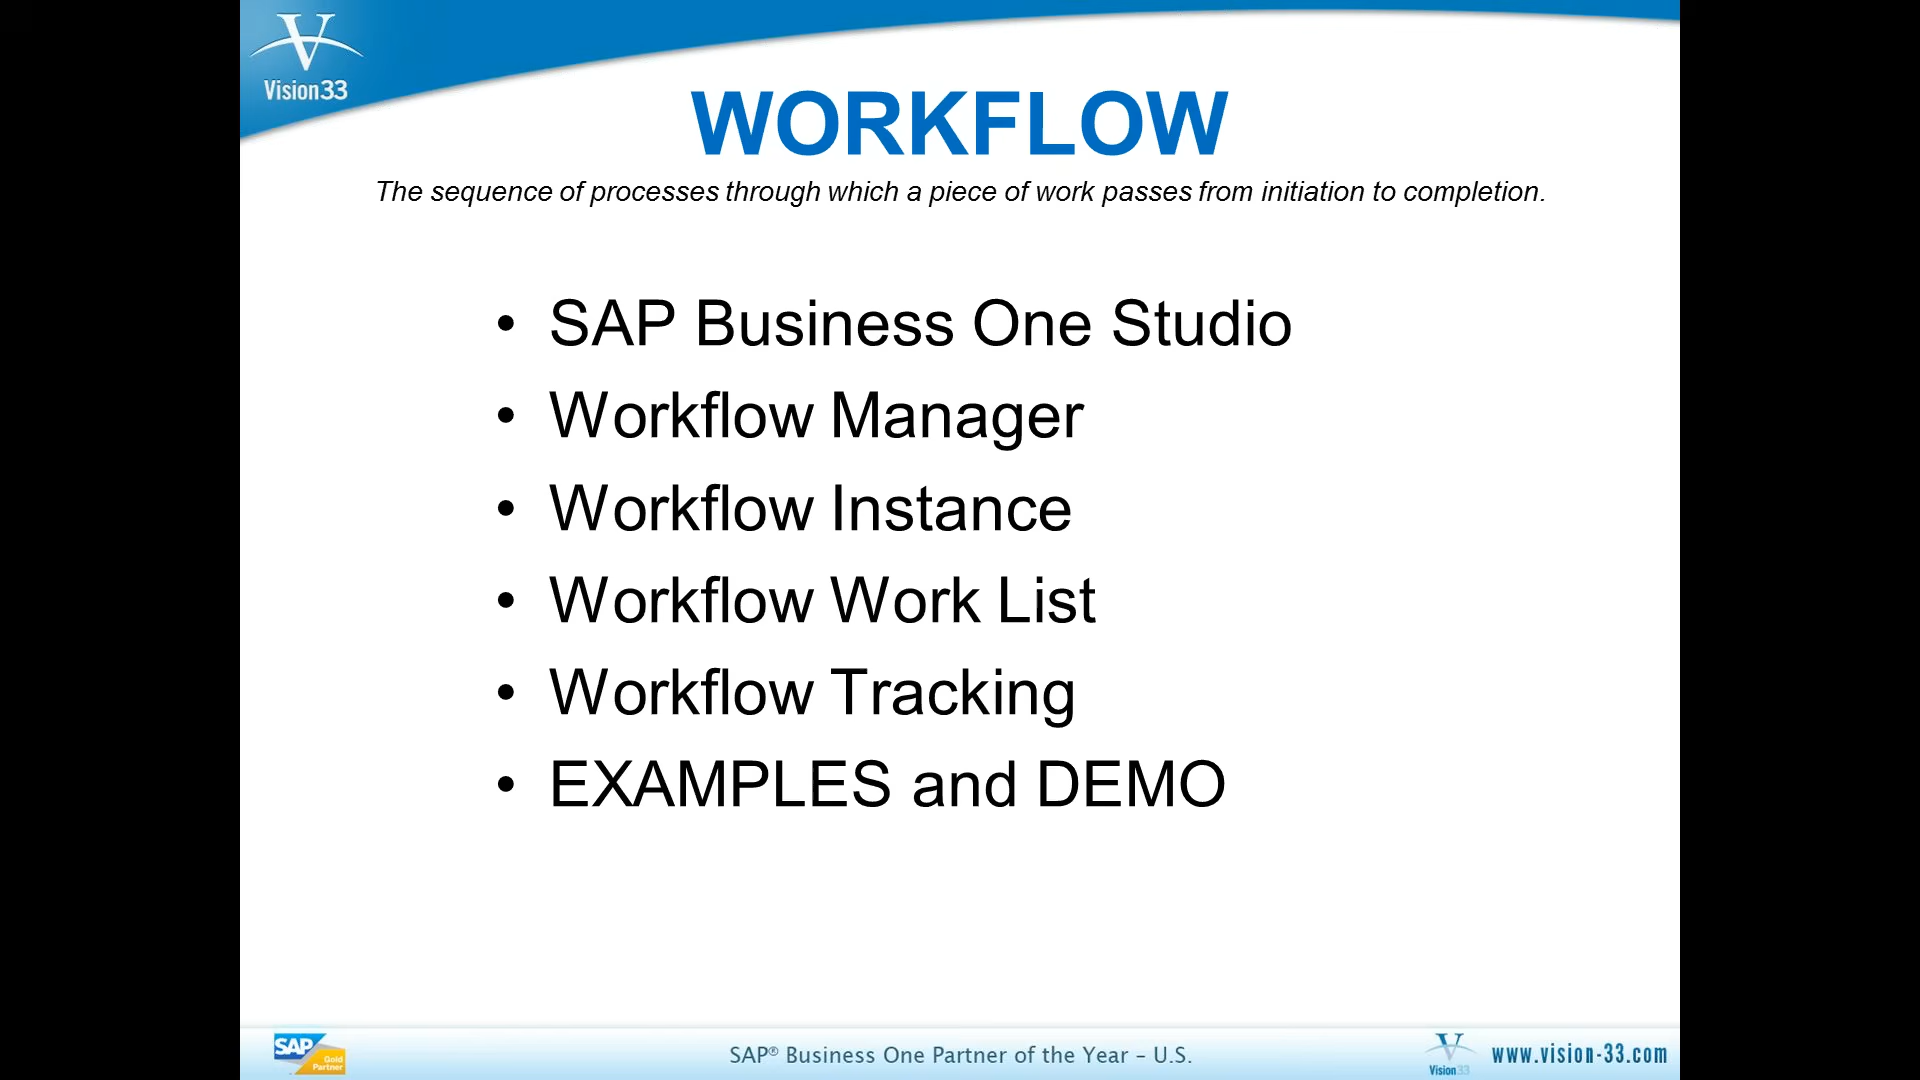 Vision33
WORKFLOW
The sequence of processes through which a piece of work passes from initiation to completion.
• SAP Business One Studio
• Workflow Manager
• Workflow Instance
• Workflow Work List
• Workflow Tracking
• EXAMPLES and DEMO
SAP
Gold
Partner
SAP® Business One Partner of the Year – U.S.
Vision33
www.vision-33.com